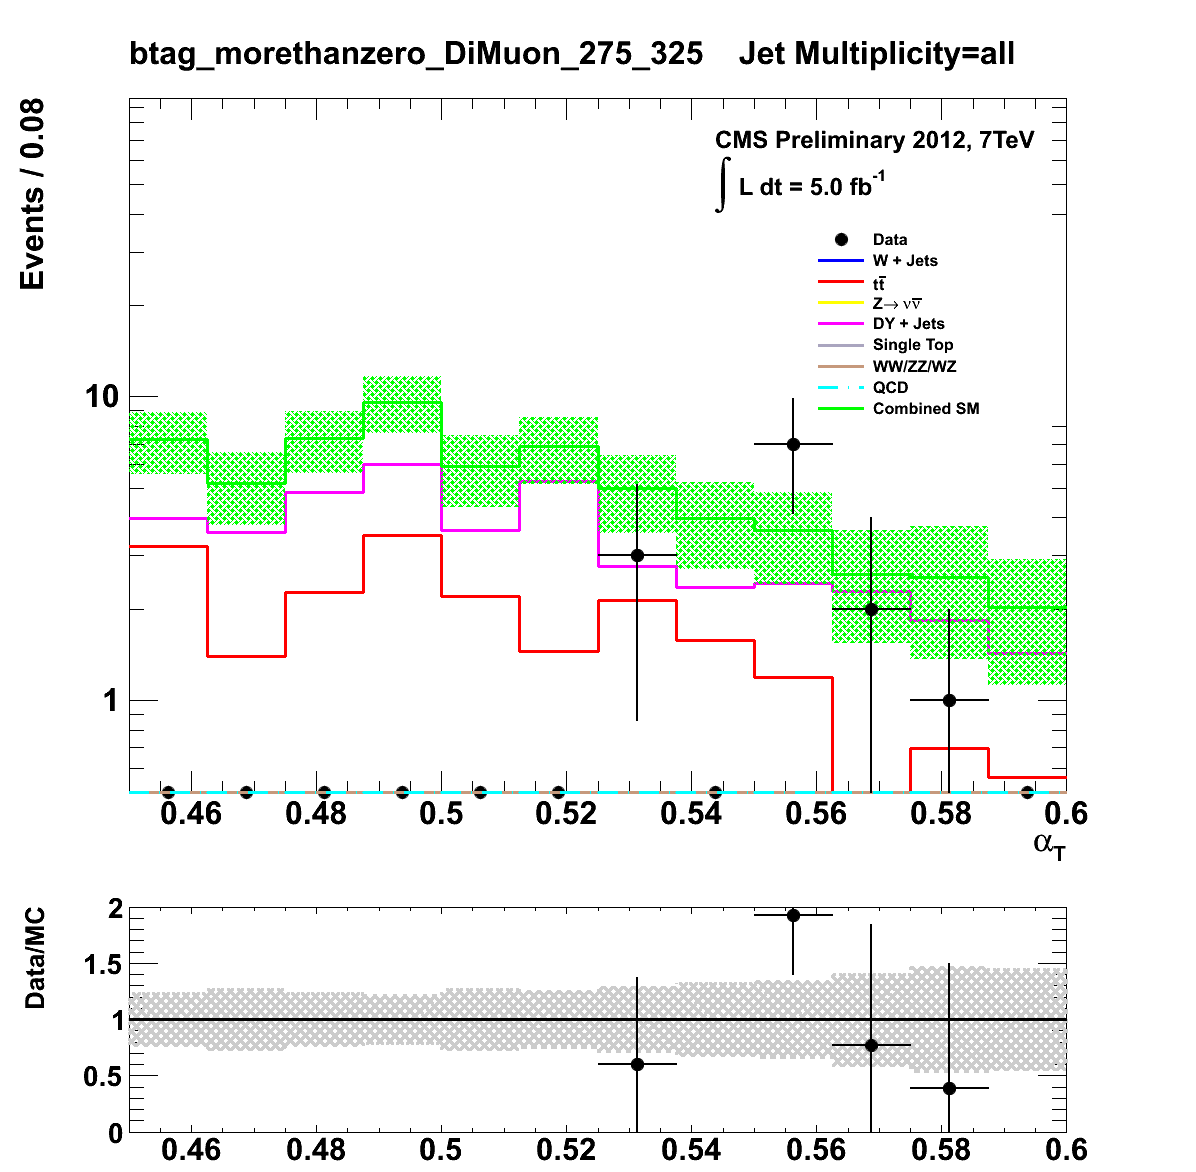 btag_morethanzero_DiMuon_275_325 Jet Multiplicity=all
Events / 0.08
CMS Preliminary 2012, 7TeV
∫ L dt = 5.0 fb⁻¹
Data
W + Jets
tt̅
Z→ νν̅
DY + Jets
Single Top
WW/ZZ/WZ
QCD
Combined SM
10
1
0.46 0.48 0.5 0.52 0.54 0.56 0.58 0.6
α_T
Data/MC
2
1.5
1
0.5
0
0.46 0.48 0.5 0.52 0.54 0.56 0.58 0.6